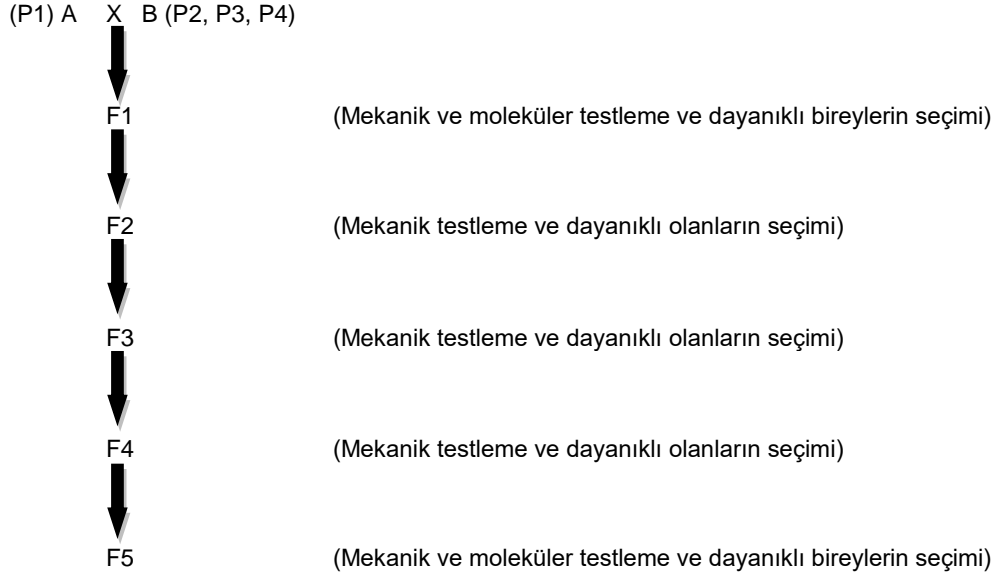 (P1) A X B (P2, P3, P4)
F1 (Mekanik ve moleküler testleme ve dayanıklı bireylerin seçimi)
F2 (Mekanik testleme ve dayanıklı olanların seçimi)
F3 (Mekanik testleme ve dayanıklı olanların seçimi)
F4 (Mekanik testleme ve dayanıklı olanların seçimi)
F5 (Mekanik ve moleküler testleme ve dayanıklı bireylerin seçimi)